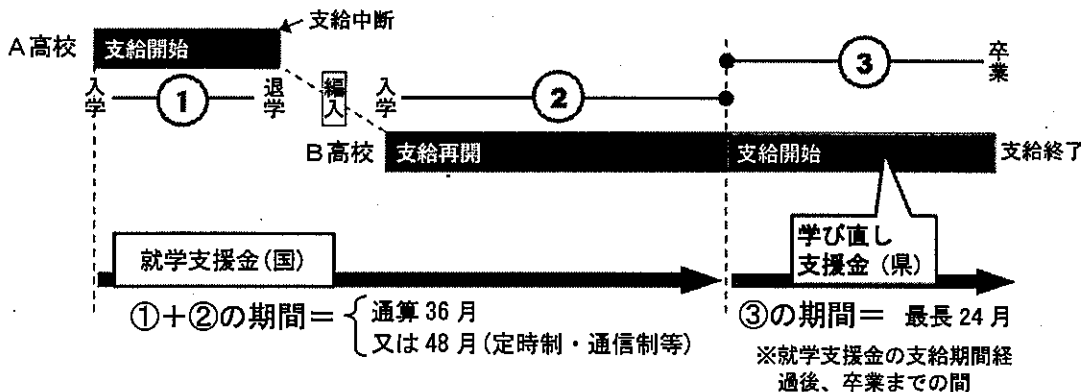 支給中断
A高校
支給開始
入学
①
退学
編入
入学
②
③
卒業
B高校
支給再開
支給開始
支給終了
就学支援金(国)
学び直し
支援金(県)
①+②の期間=
通算36月
又は48月(定時制・通信制等)
③の期間= 最長24月
※就学支援金の支給期間経
過後、卒業までの間